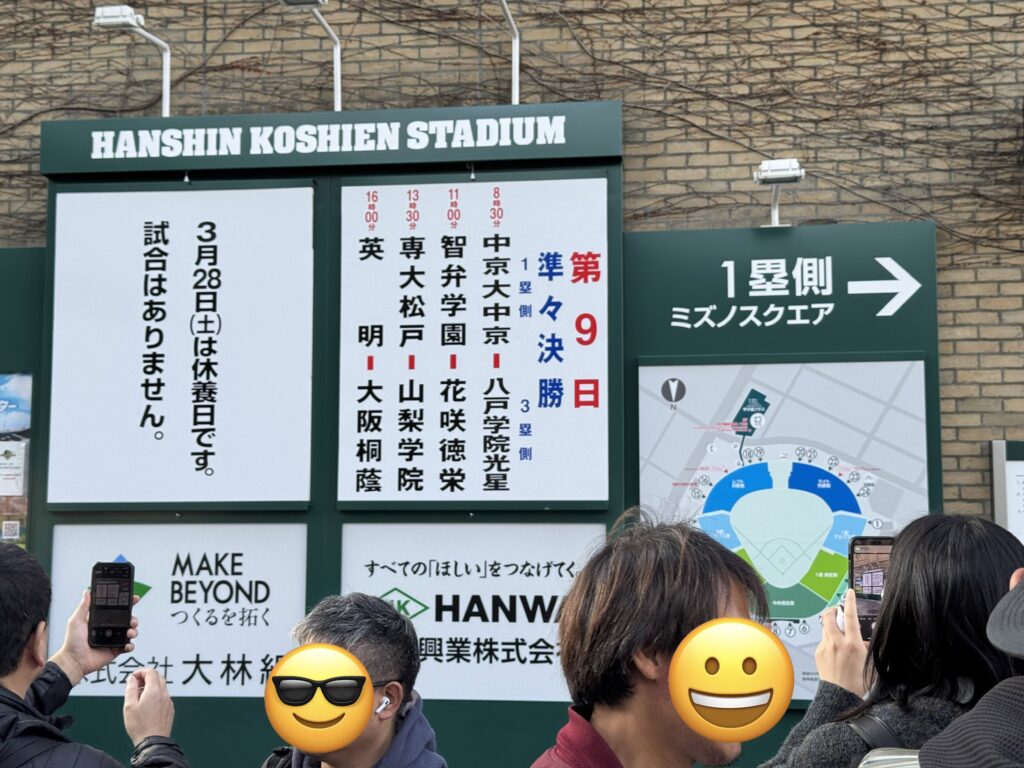 HANSHIN KOSHIEN STADIUM
第9日
準々決勝
1塁側 3塁側
8時30分 中京大中京 ー 八戸学院光星
11時00分 智弁学園 ー 花咲徳栄
13時30分 専大松戸 ー 山梨学院
16時00分 英明 ー 大阪桐蔭
3月28日(土)は休養日です。
試合はありません。
1塁側
ミズノスクエア
N
MAKE
BEYOND
つくるを拓く
株式会社 大林組
すべての「ほしい」をつなげてく
HANWA
興業株式会